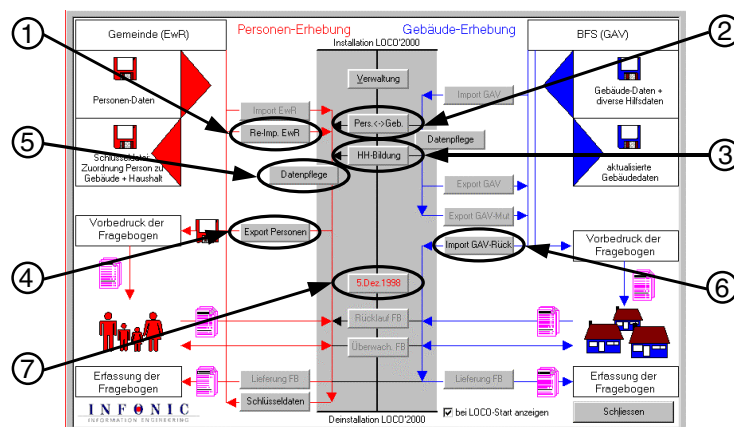 Gemeinde (EwR)
Personen-Erhebung
Gebäude-Erhebung
BFS (GAV)
Installation LOCO'2000
1
2
Verwaltung
Personen-Daten
Import EwR
Import GAV
Gebäude-Daten +
diverse Hilfsdaten
Re-Imp. EwR
Pers.<->Geb.
Datenpflege
5
3
Schlüsseldatei:
Zuordnung Person zu
Gebäude + Haushalt
HH-Bildung
aktualisierte
Gebäudedaten
Datenpflege
Export GAV
Export GAV-Mut
Vorbedruck der
Fragebogen
Export Personen
Import GAV-Rück
Vorbedruck der
Fragebogen
4
6
5.Dez.1998
7
Rücklauf FB
Überwach. FB
Erfassung der
Fragebogen
Lieferung FB
Lieferung FB
Erfassung der
Fragebogen
Schlüsseldaten
INFONIC
INFORMATION ENGINEERING
Deinstallation LOCO'2000
bei LOCO-Start anzeigen
Schliessen